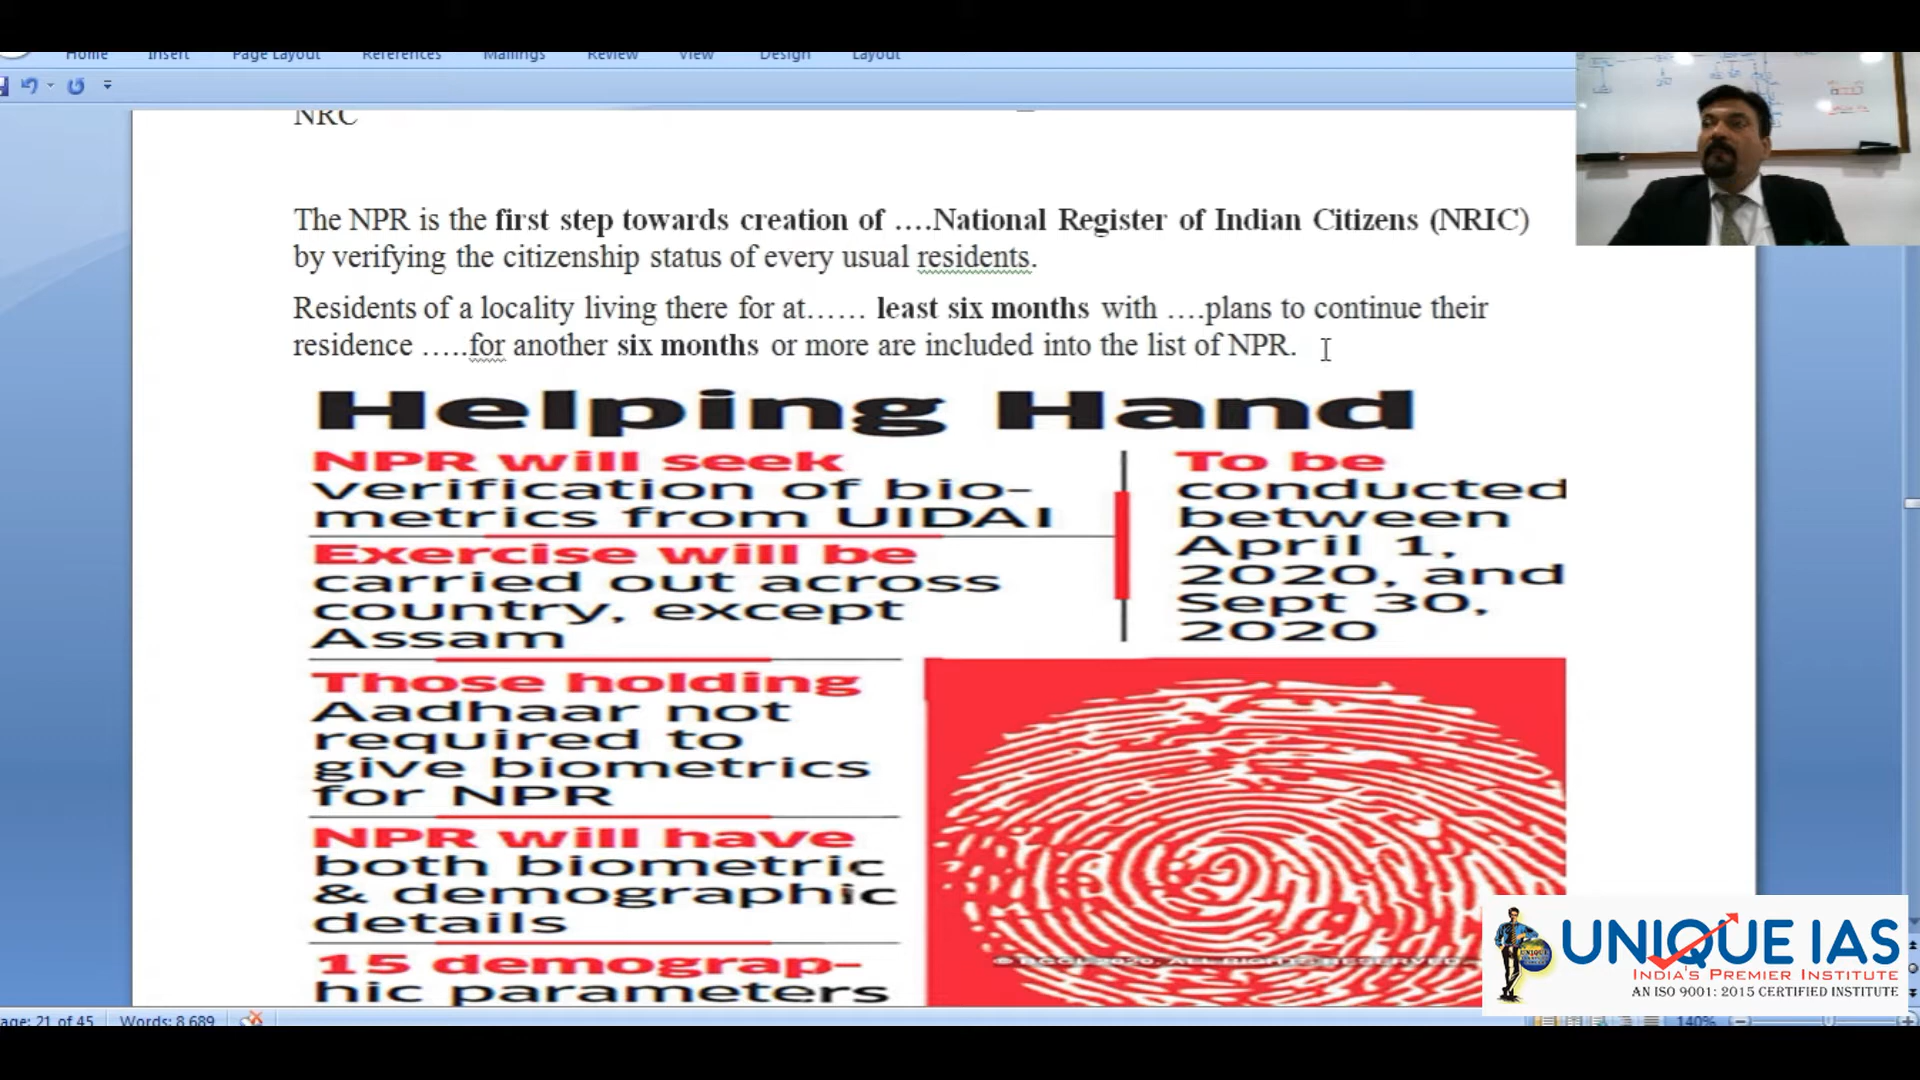 Home Insert Page Layout References Mailings Review View Design Layout
NRC
The NPR is the first step towards creation of ….National Register of Indian Citizens (NRIC)
by verifying the citizenship status of every usual residents.
Residents of a locality living there for at…… least six months with ….plans to continue their
residence …..for another six months or more are included into the list of NPR.
Helping Hand
NPR will seek
verification of bio-
metrics from UIDAI
Exercise will be
carried out across
country, except
Assam
To be
conducted
between
April 1,
2020, and
Sept 30,
2020
Those holding
Aadhaar not
required to
give biometrics
for NPR
NPR will have
both biometric
& demographic
details
15 demograp-
hic parameters
UNIQUE IAS
INDIA'S PREMIER INSTITUTE
AN ISO 9001: 2015 CERTIFIED INSTITUTE
age: 21 of 45 Words: 8,689 140%